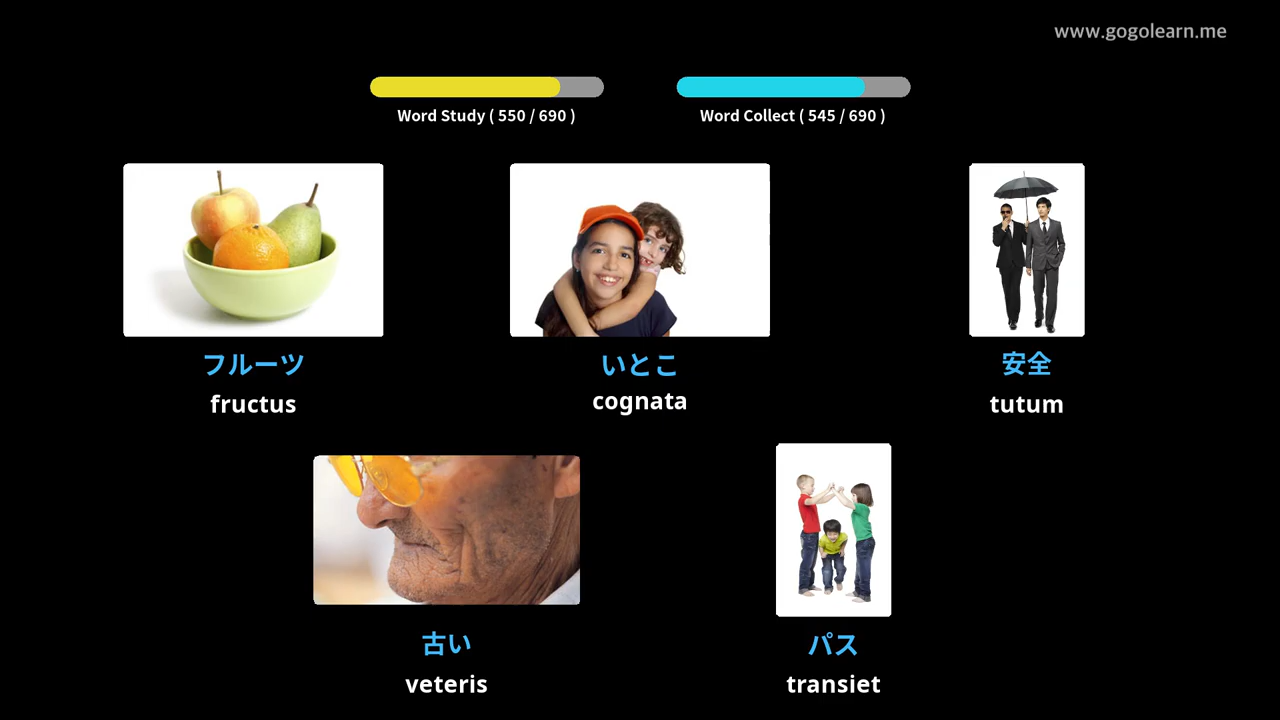 www.gogolearn.me
Word Study ( 550 / 690 )
Word Collect ( 545 / 690 )
フルーツ
fructus
いとこ
cognata
安全
tutum
古い
veteris
パス
transiet